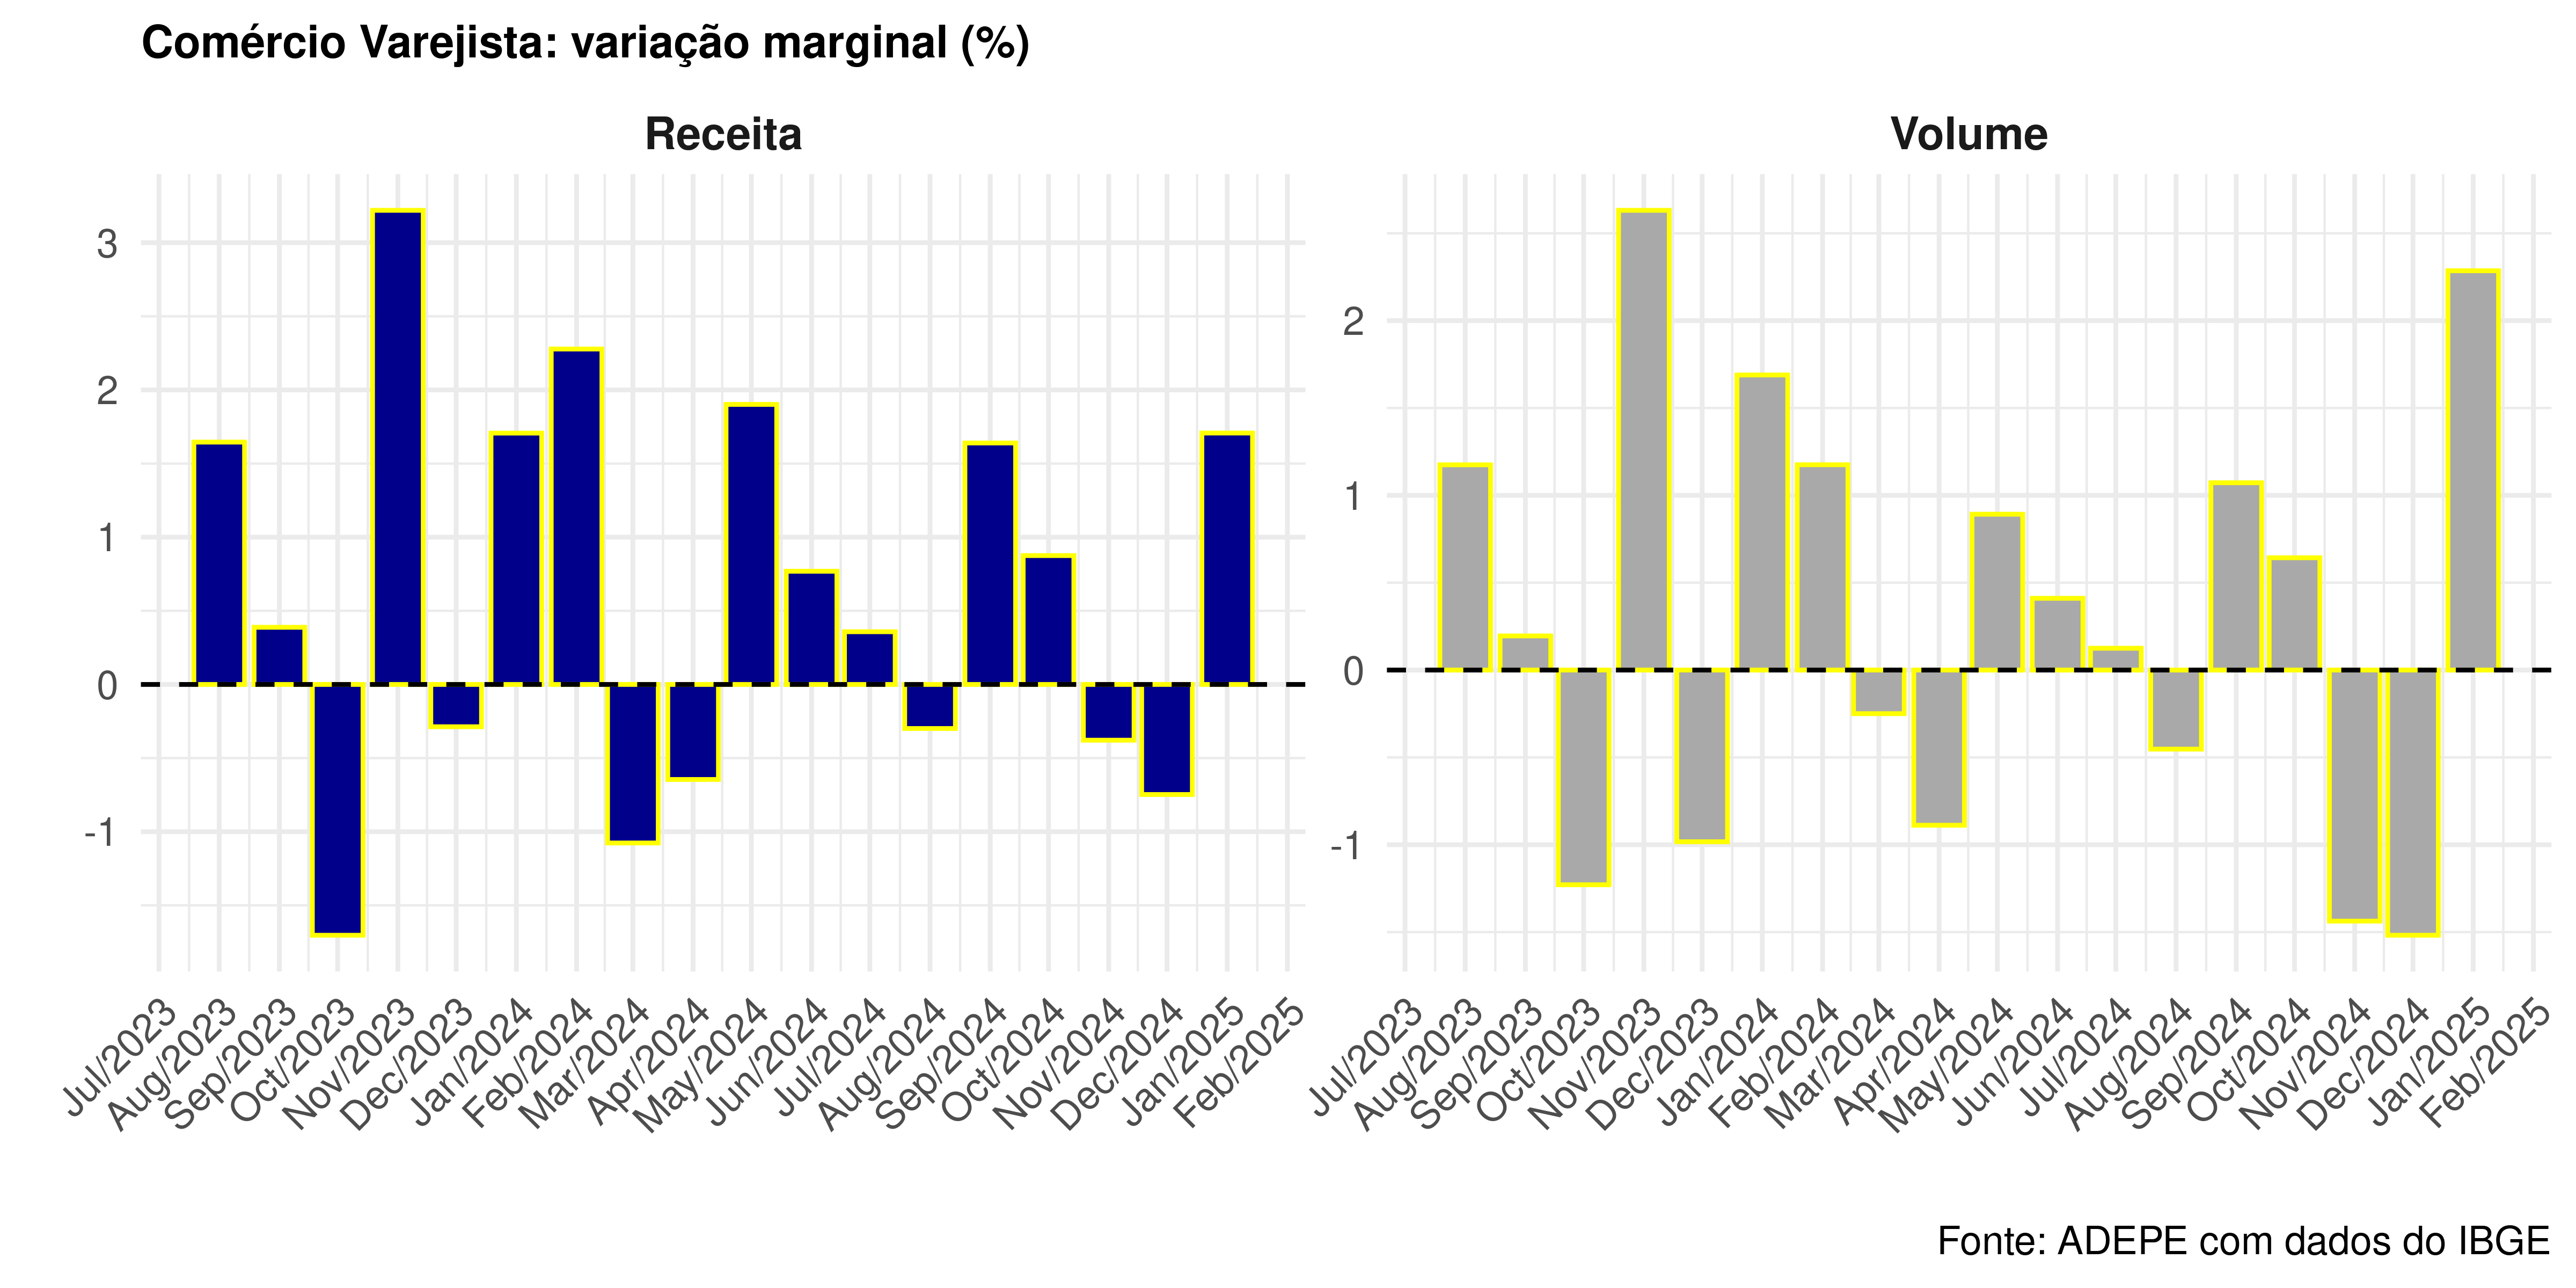 Comércio Varejista: variação marginal (%)
Receita
Volume
3
2
1
0
-1
2
1
0
-1
Jul/2023
Aug/2023
Sep/2023
Oct/2023
Nov/2023
Dec/2023
Jan/2024
Feb/2024
Mar/2024
Apr/2024
May/2024
Jun/2024
Jul/2024
Aug/2024
Sep/2024
Oct/2024
Nov/2024
Dec/2024
Jan/2025
Feb/2025
Jul/2023
Aug/2023
Sep/2023
Oct/2023
Nov/2023
Dec/2023
Jan/2024
Feb/2024
Mar/2024
Apr/2024
May/2024
Jun/2024
Jul/2024
Aug/2024
Sep/2024
Oct/2024
Nov/2024
Dec/2024
Jan/2025
Feb/2025
Fonte: ADEPE com dados do IBGE